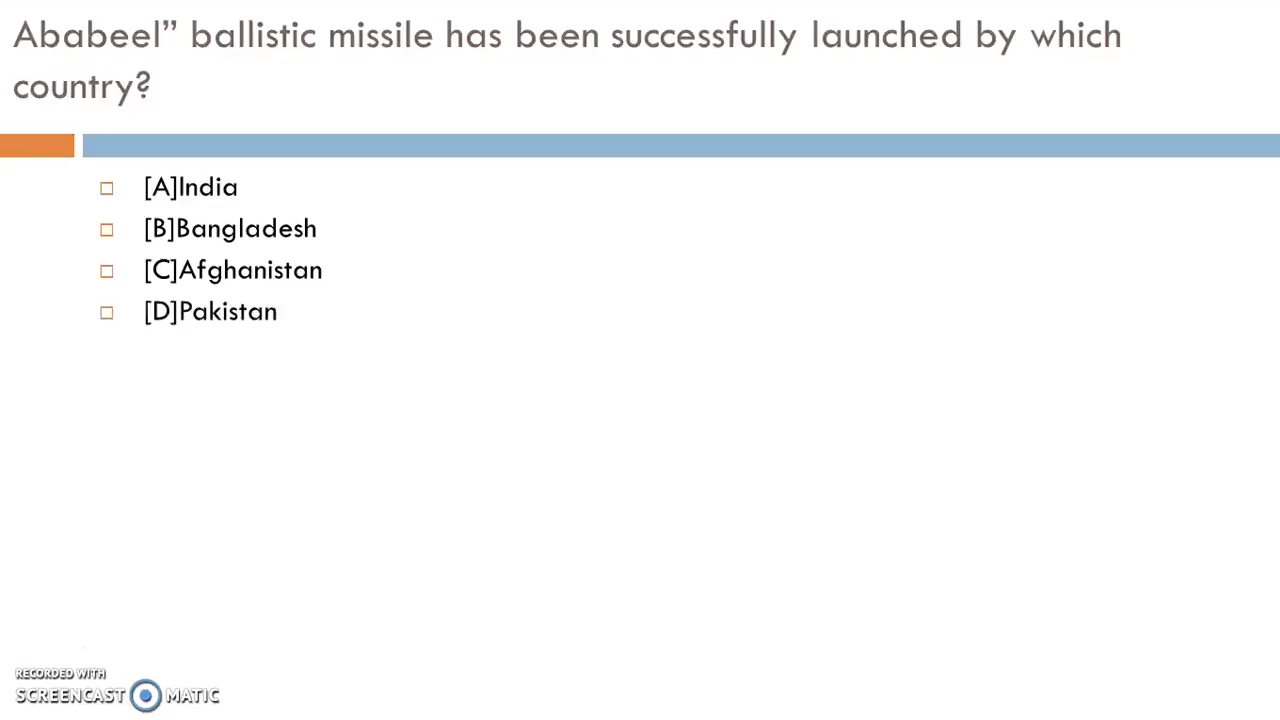 Ababeel” ballistic missile has been successfully launched by which
country?
[A]India
[B]Bangladesh
[C]Afghanistan
[D]Pakistan
RECORDED WITH
SCREENCAST MATIC